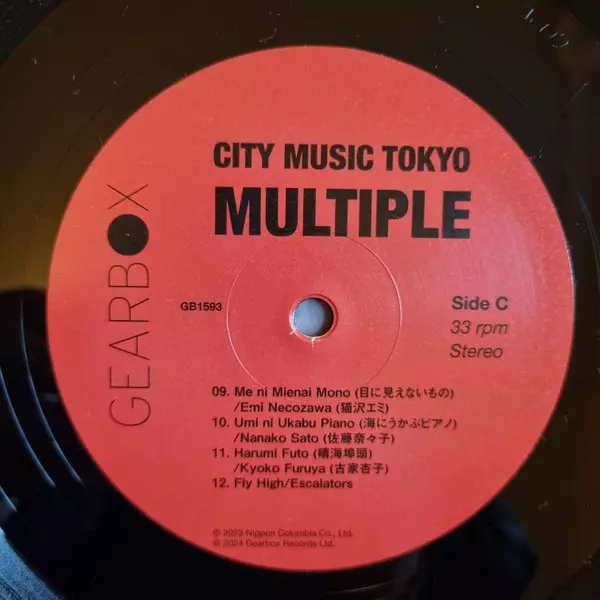 CITY MUSIC TOKYO
MULTIPLE
GEARBOX
GB1593
Side C
33 rpm
Stereo
09. Me ni Mienai Mono (目に見えないもの)
/Emi Necozawa (猫沢エミ)
10. Umi ni Ukabu Piano (海にうかぶピアノ)
/Nanako Sato (佐藤奈々子)
11. Harumi Futo (晴海埠頭)
/Kyoko Furuya (古家杏子)
12. Fly High/Escalators
℗ 2023 Nippon Columbia Co., Ltd.
© 2024 Gearbox Records Ltd.